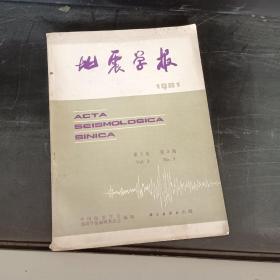 地震学报
1981
ACTA
SEISMOLOGICA
SINICA
第3卷 第3期
Vol. 3 No. 3